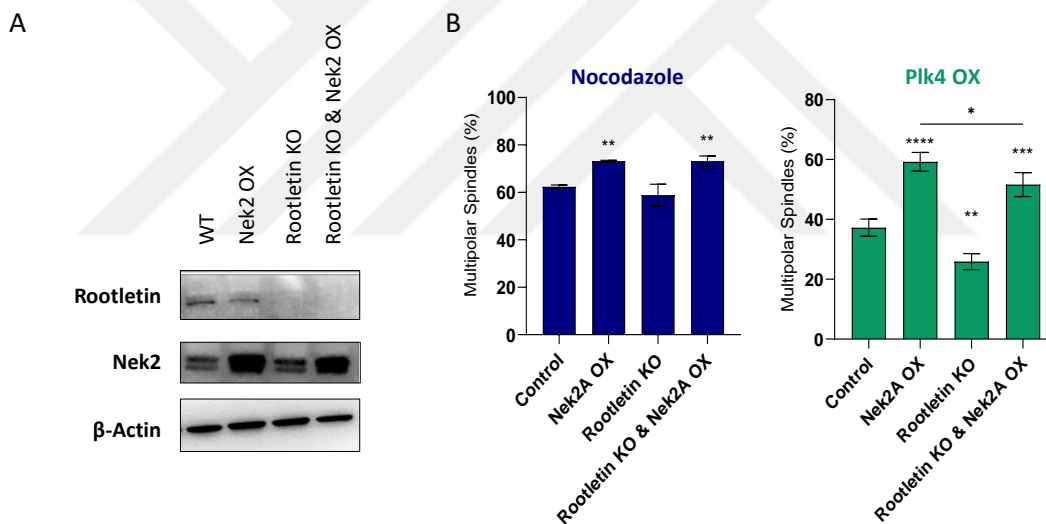 A
WT
Nek2 OX
Rootletin KO
Rootletin KO & Nek2 OX
Rootletin
Nek2
β-Actin
B
Nocodazole
Multipolar Spindles (%)
100
80
60
40
20
0
**
**
Control
Nek2A OX
Rootletin KO
Rootletin KO & Nek2A OX
Plk4 OX
Multipolar Spindles (%)
80
60
40
20
0
*
****
**
***
Control
Nek2A OX
Rootletin KO
Rootletin KO & Nek2A OX